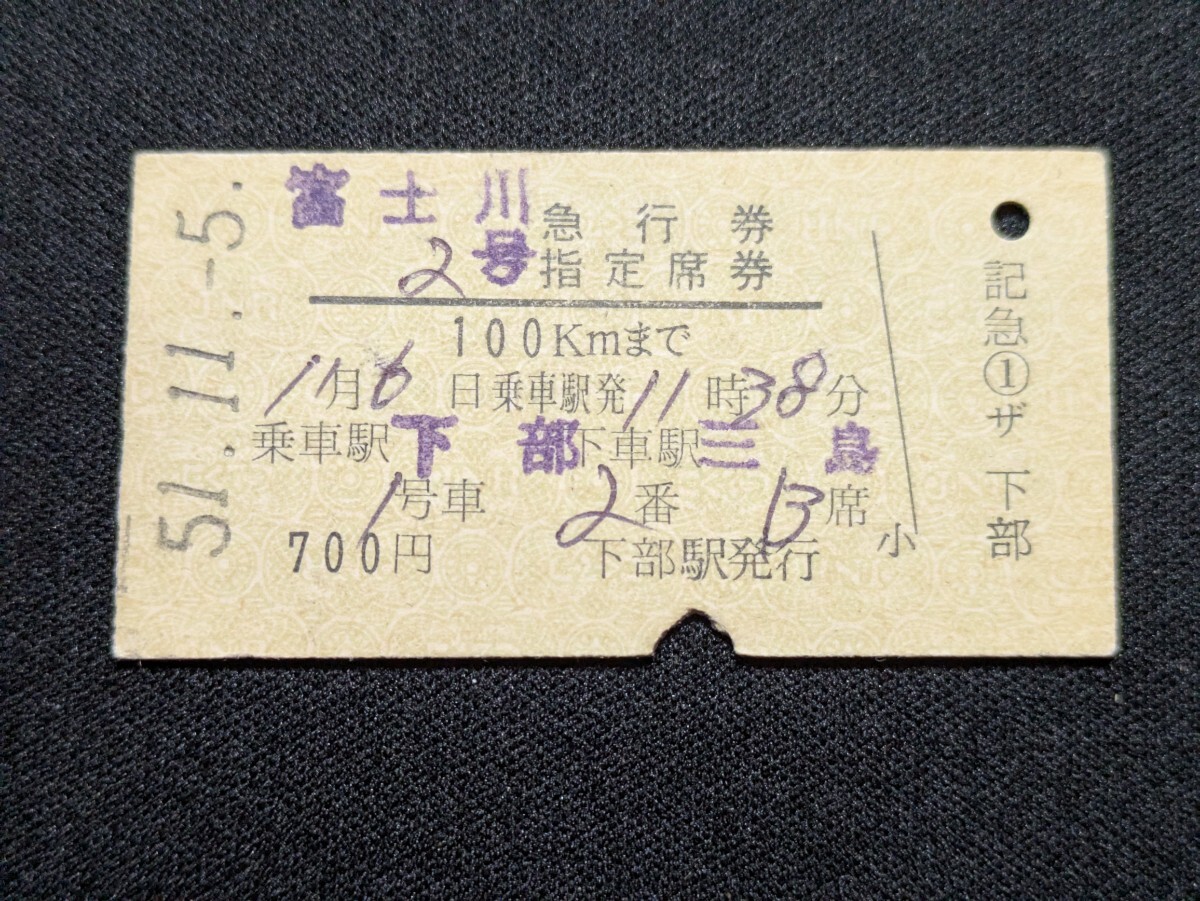 51.11.-5.
富士川急行券
2号指定席券
100Kmまで
11月6日乗車駅発11時38分
乗車駅下部下車駅三島
1号車2番B席
700円 下部駅発行
小
記急①ザ下部